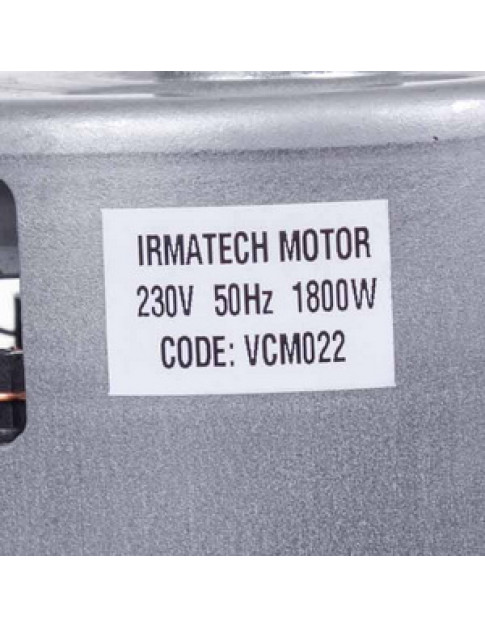 IRMATECH MOTOR
230V 50Hz 1800W
CODE: VCM022